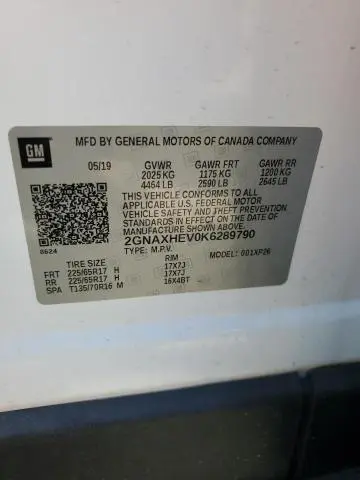 GM
MFD BY GENERAL MOTORS OF CANADA COMPANY
05/19 GVWR GAWR FRT GAWR RR
2025 KG 1175 KG 1200 KG
4464 LB 2590 LB 2645 LB
THIS VEHICLE CONFORMS TO ALL
APPLICABLE U.S. FEDERAL MOTOR
VEHICLE SAFETY AND THEFT PREVENTION
STANDARDS IN EFFECT ON THE DATE OF
MANUFACTURE SHOWN ABOVE.
2GNAXHEV0K6289790
0624 TYPE: M.P.V. MODEL: 001XP26
TIRE SIZE RIM
FRT 225/65R17 H 17X7J
RR 225/65R17 H 17X7J
SPA T135/70R16 M 16X4BT